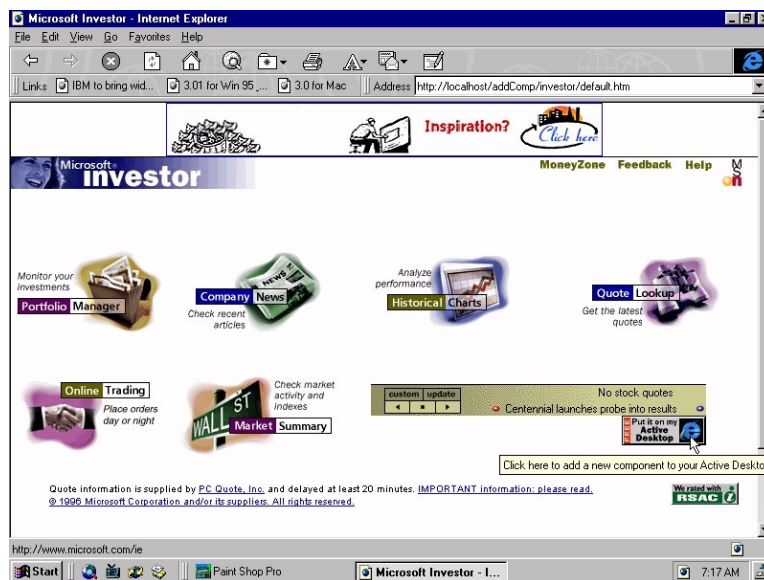 Microsoft Investor - Internet Explorer
File Edit View Go Favorites Help
Links IBM to bring wid... 3.01 for Win 95_... 3.0 for Mac Address http://localhost/addComp/investor/default.htm
Inspiration? Click here
Microsoft investor
MoneyZone Feedback Help msn
Monitor your
investments
Portfolio Manager
NEWS
Company News
Check recent
articles
Analyze
performance
Historical Charts
Quote Lookup
Get the latest
quotes
Online Trading
Place orders
day or night
WALL ST
Check market
activity and
indexes
Market Summary
custom update
No stock quotes
Centennial launches probe into results
FREE
Put it on my
Active
Desktop
Click here to add a new component to your Active Deskto
Quote information is supplied by PC Quote, Inc. and delayed at least 20 minutes. IMPORTANT information: please read.
© 1996 Microsoft Corporation and/or its suppliers. All rights reserved.
We rated with
RSAC i
http://www.microsoft.com/ie
Start Paint Shop Pro Microsoft Investor - I... 7:17 AM